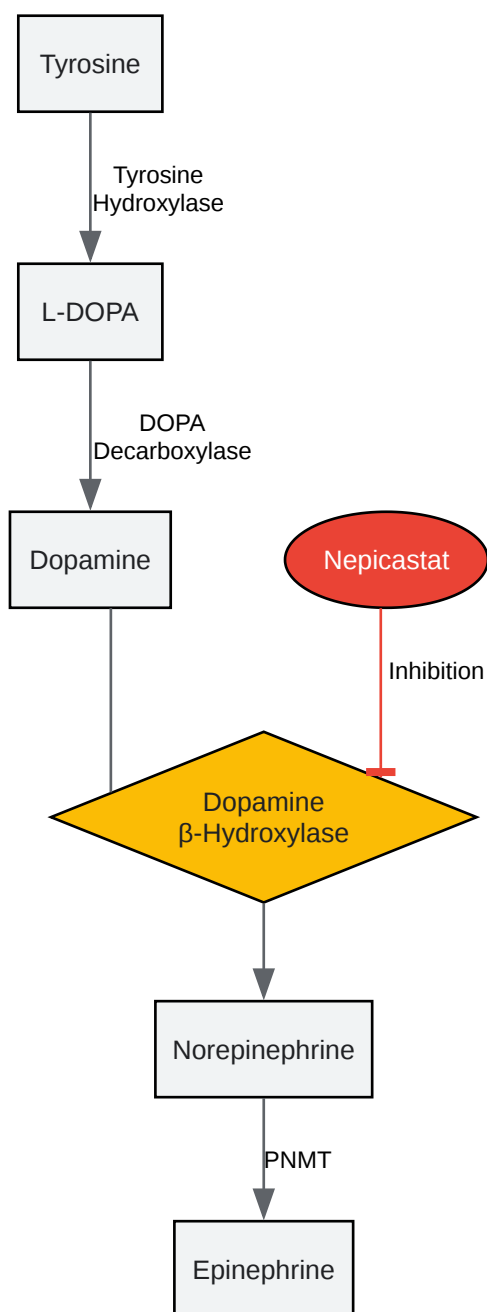 Tyrosine
Tyrosine
Hydroxylase
L-DOPA
DOPA
Decarboxylase
Dopamine
Nepicastat
Inhibition
Dopamine
β-Hydroxylase
Norepinephrine
PNMT
Epinephrine